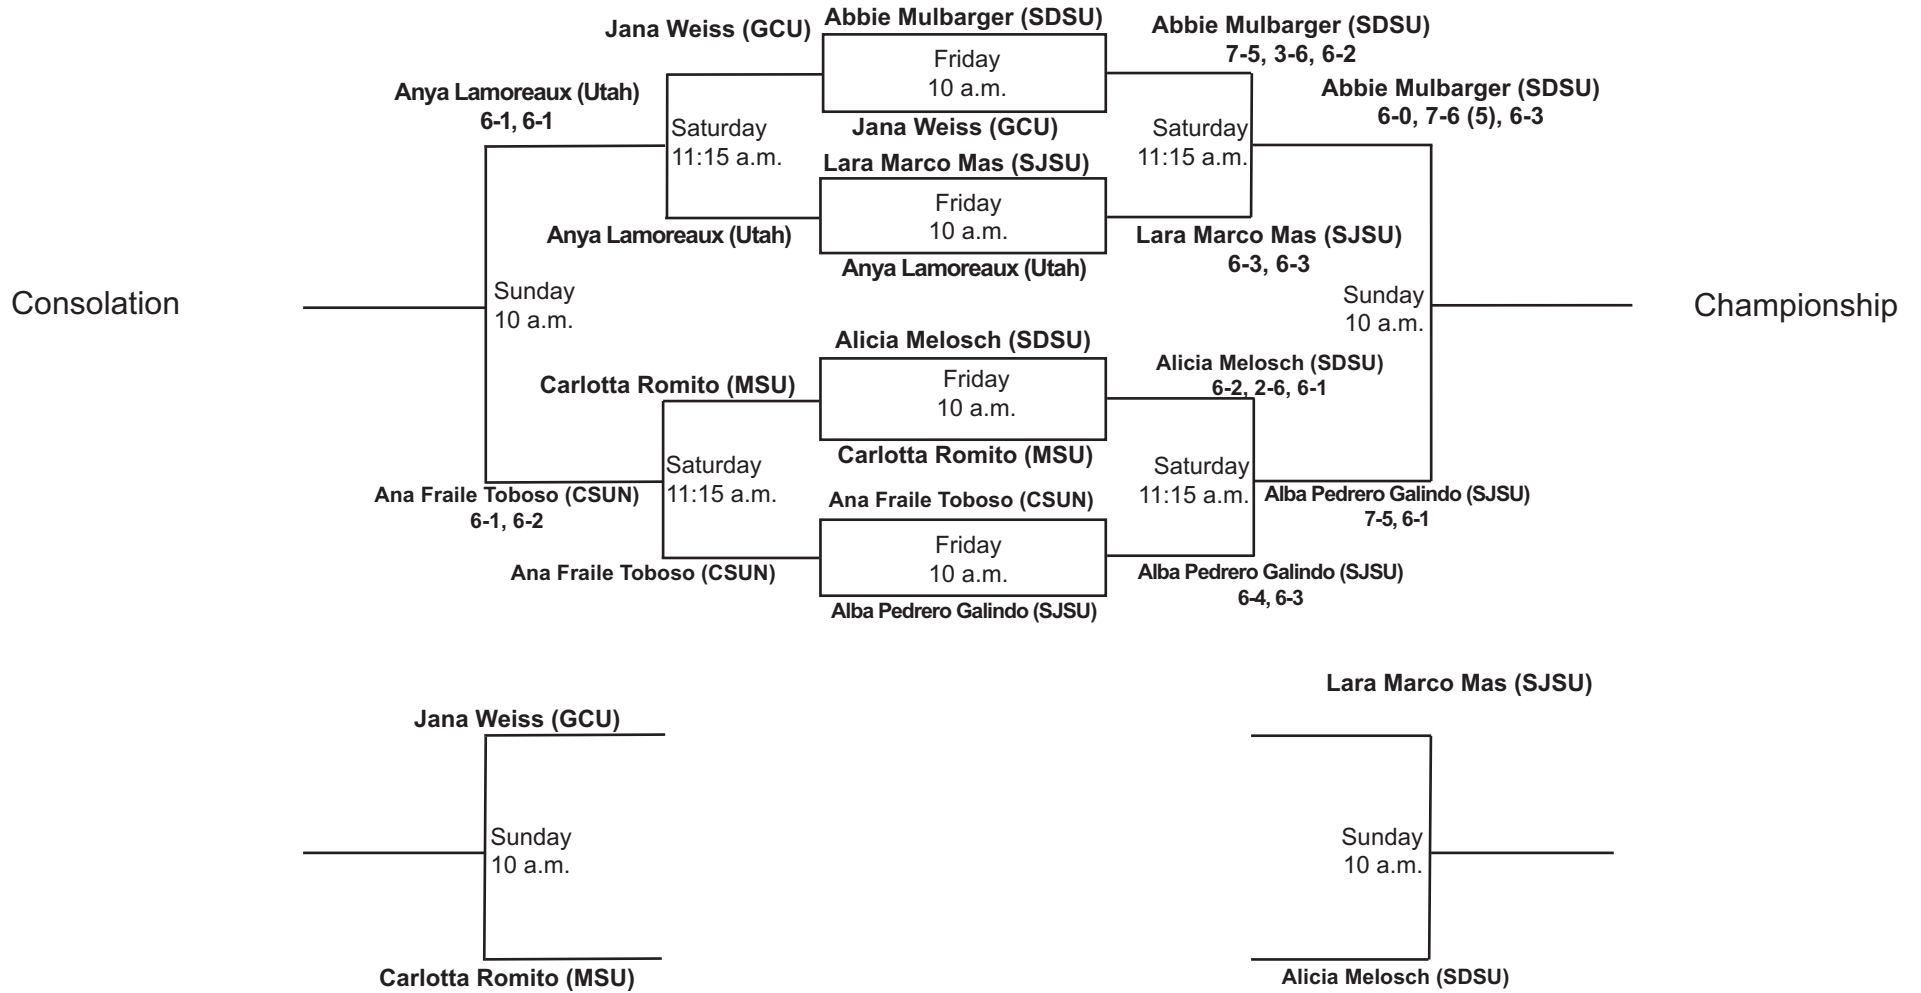 Jana Weiss (GCU)
Abbie Mulbarger (SDSU)
Friday
10 a.m.
Jana Weiss (GCU)
Abbie Mulbarger (SDSU)
7-5, 3-6, 6-2
Anya Lamoreaux (Utah)
6-1, 6-1
Saturday
11:15 a.m.
Saturday
11:15 a.m.
Abbie Mulbarger (SDSU)
6-0, 7-6 (5), 6-3
Lara Marco Mas (SJSU)
Friday
10 a.m.
Anya Lamoreaux (Utah)
Anya Lamoreaux (Utah)
Lara Marco Mas (SJSU)
6-3, 6-3
Consolation
Sunday
10 a.m.
Sunday
10 a.m.
Championship
Alicia Melosch (SDSU)
Friday
10 a.m.
Carlotta Romito (MSU)
Carlotta Romito (MSU)
Alicia Melosch (SDSU)
6-2, 2-6, 6-1
Saturday
11:15 a.m.
Saturday
11:15 a.m.
Ana Fraile Toboso (CSUN)
6-1, 6-2
Ana Fraile Toboso (CSUN)
Friday
10 a.m.
Alba Pedrero Galindo (SJSU)
Alba Pedrero Galindo (SJSU)
7-5, 6-1
Ana Fraile Toboso (CSUN)
Alba Pedrero Galindo (SJSU)
6-4, 6-3
Jana Weiss (GCU)
Sunday
10 a.m.
Carlotta Romito (MSU)
Lara Marco Mas (SJSU)
Sunday
10 a.m.
Alicia Melosch (SDSU)